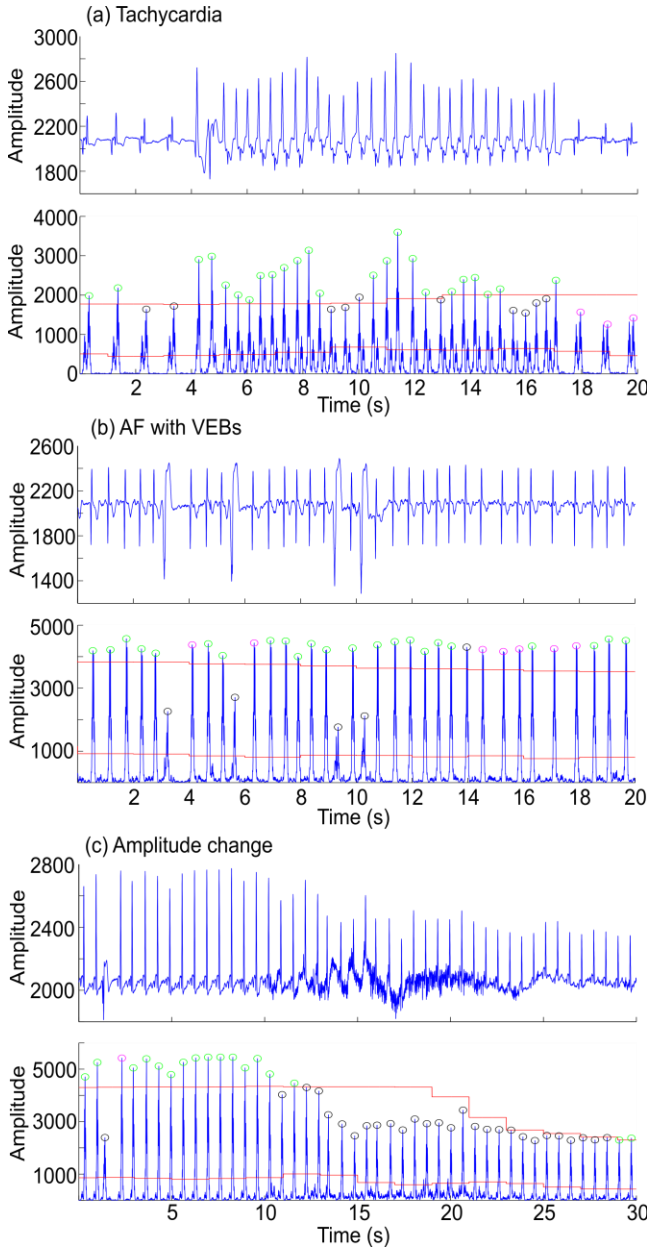 (a) Tachycardia
3000
2600
2200
1800
Amplitude
4000
3000
2000
1000
0
Amplitude
0 2 4 6 8 10 12 14 16 18 20
Time (s)
(b) AF with VEBs
2600
2200
1800
1400
Amplitude
5000
3000
1000
Amplitude
2 4 6 8 10 12 14 16 18 20
Time (s)
(c) Amplitude change
2800
2400
2000
Amplitude
5000
3000
1000
Amplitude
5 10 15 20 25 30
Time (s)